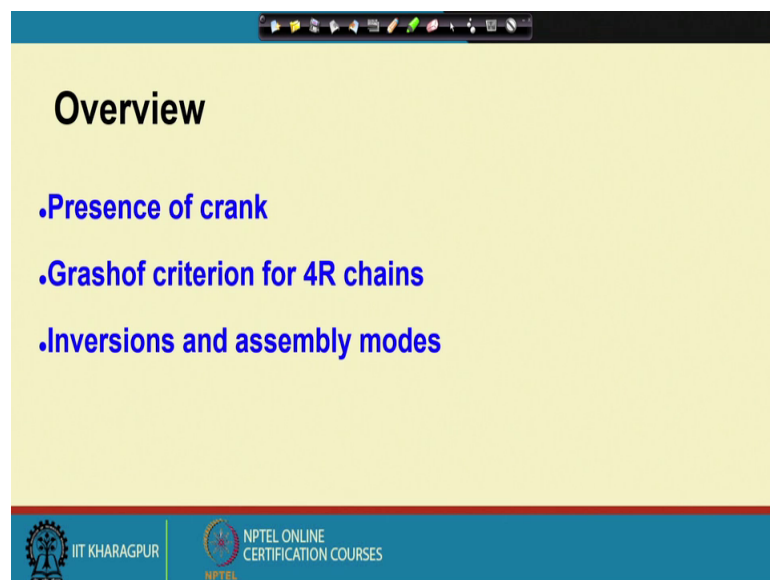 Overview
•Presence of crank
•Grashof criterion for 4R chains
•Inversions and assembly modes
IIT KHARAGPUR
NPTEL ONLINE
CERTIFICATION COURSES
NPTEL